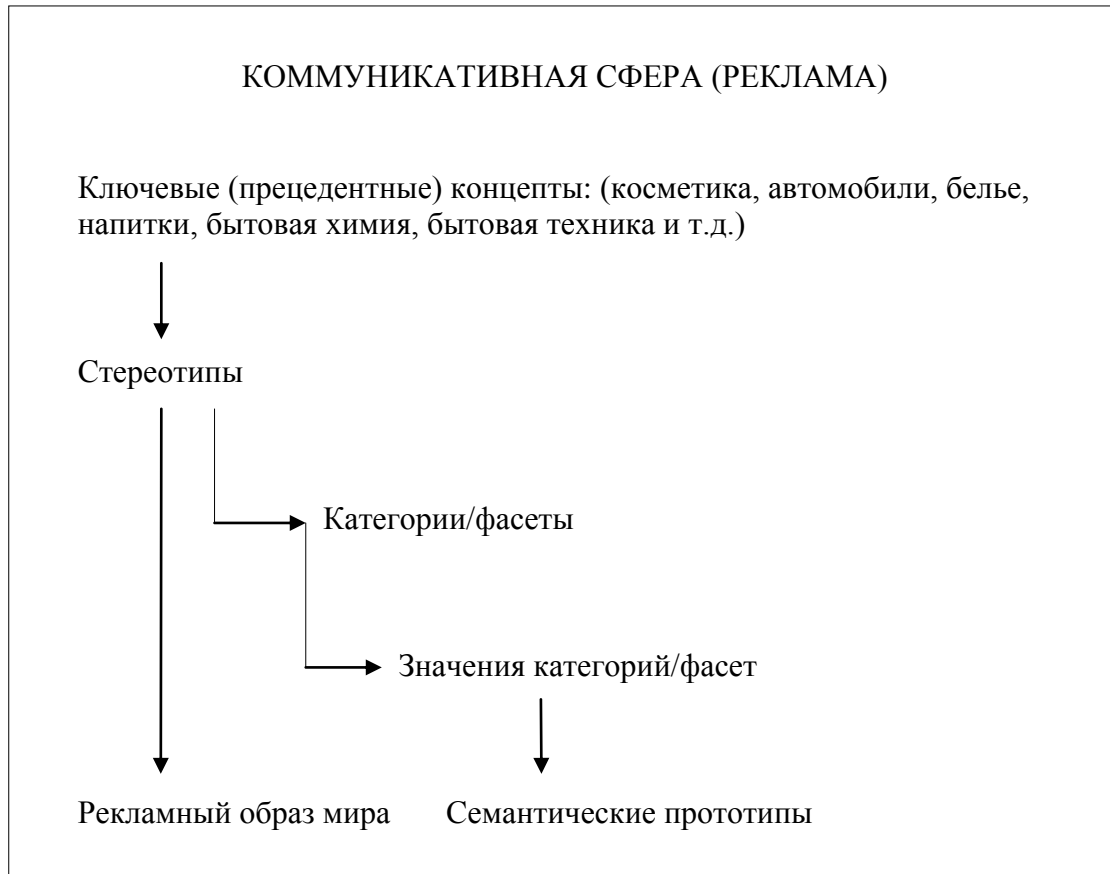 КОММУНИКАТИВНАЯ СФЕРА (РЕКЛАМА)
Ключевые (прецедентные) концепты: (косметика, автомобили, белье,
напитки, бытовая химия, бытовая техника и т.д.)
Стереотипы
Категории/фасеты
Значения категорий/фасет
Рекламный образ мира Семантические прототипы